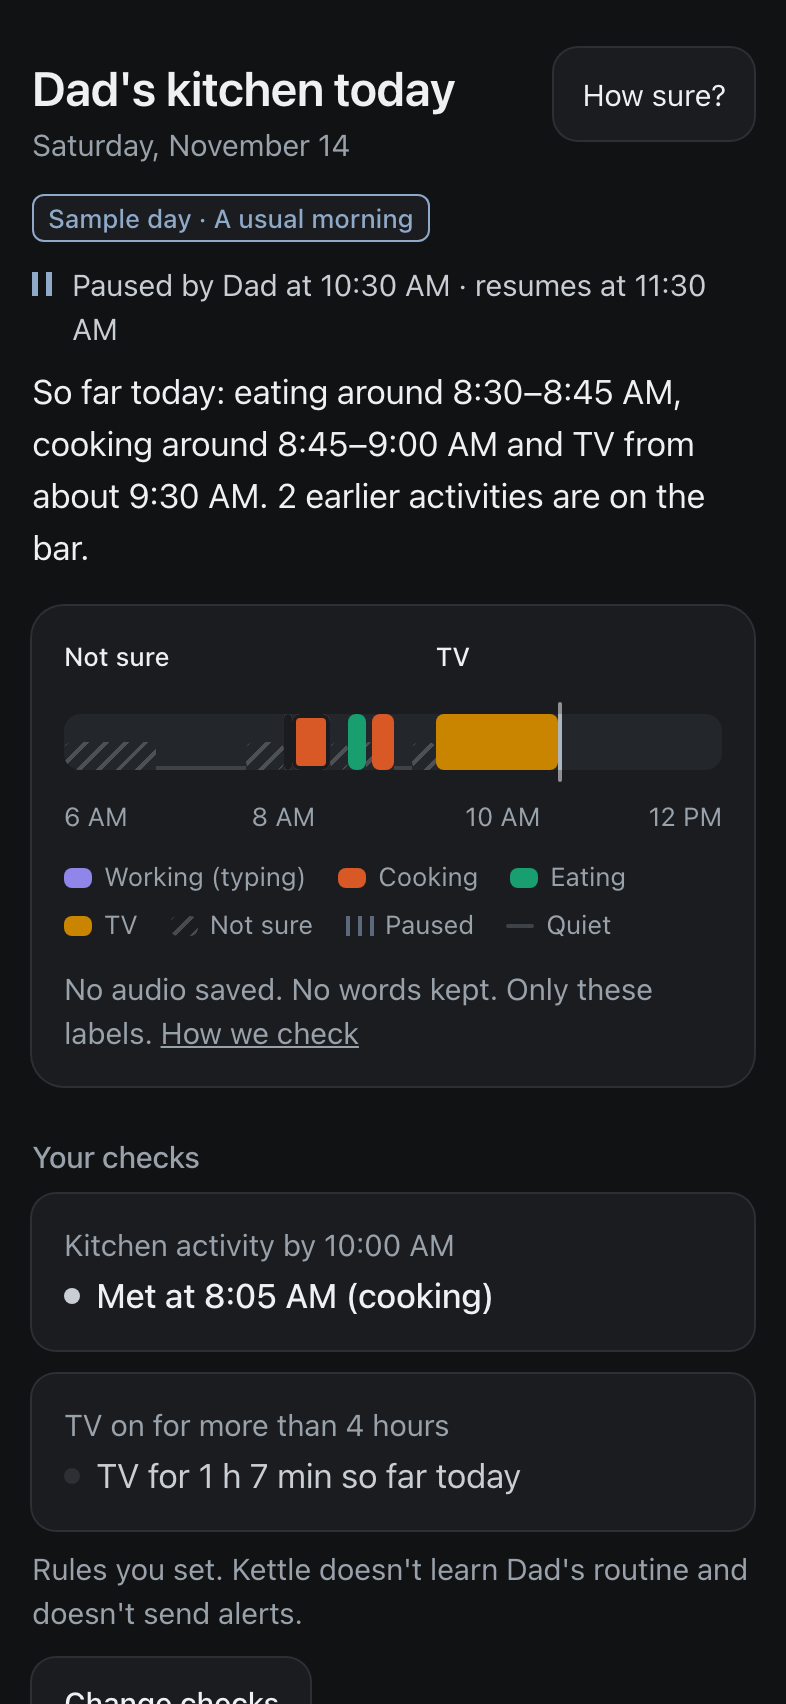 Dad's kitchen today
How sure?
Saturday, November 14
Sample day · A usual morning
Paused by Dad at 10:30 AM · resumes at 11:30
AM
So far today: eating around 8:30–8:45 AM,
cooking around 8:45–9:00 AM and TV from
about 9:30 AM. 2 earlier activities are on the
bar.
Not sure TV
6 AM 8 AM 10 AM 12 PM
Working (typing) Cooking Eating
TV Not sure Paused Quiet
No audio saved. No words kept. Only these
labels. How we check
Your checks
Kitchen activity by 10:00 AM
Met at 8:05 AM (cooking)
TV on for more than 4 hours
TV for 1 h 7 min so far today
Rules you set. Kettle doesn't learn Dad's routine and
doesn't send alerts.
Change checks